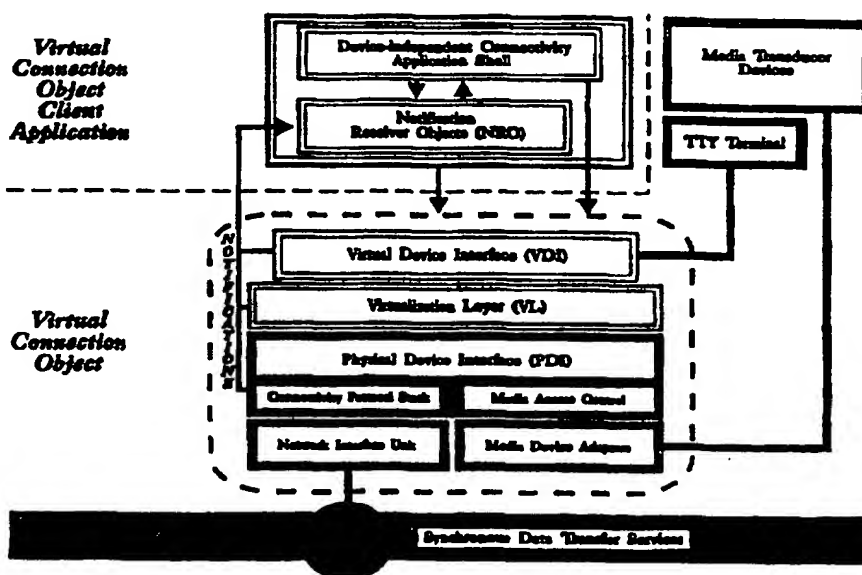 Virtual
Connection
Object
Client
Application
Device-Independent Connectivity
Application Shell
Notification
Receiver Objects (NRO)
Media Transducer
Devices
TTY Terminal
NOTIFICATIONS
Virtual Device Interface (VDI)
Virtualization Layer (VL)
Virtual
Connection
Object
Physical Device Interface (PDI)
Connectivity Protocol Stack
Media Access Control
Network Interface Unit
Media Device Adapters
Synchronous Data Transfer Services